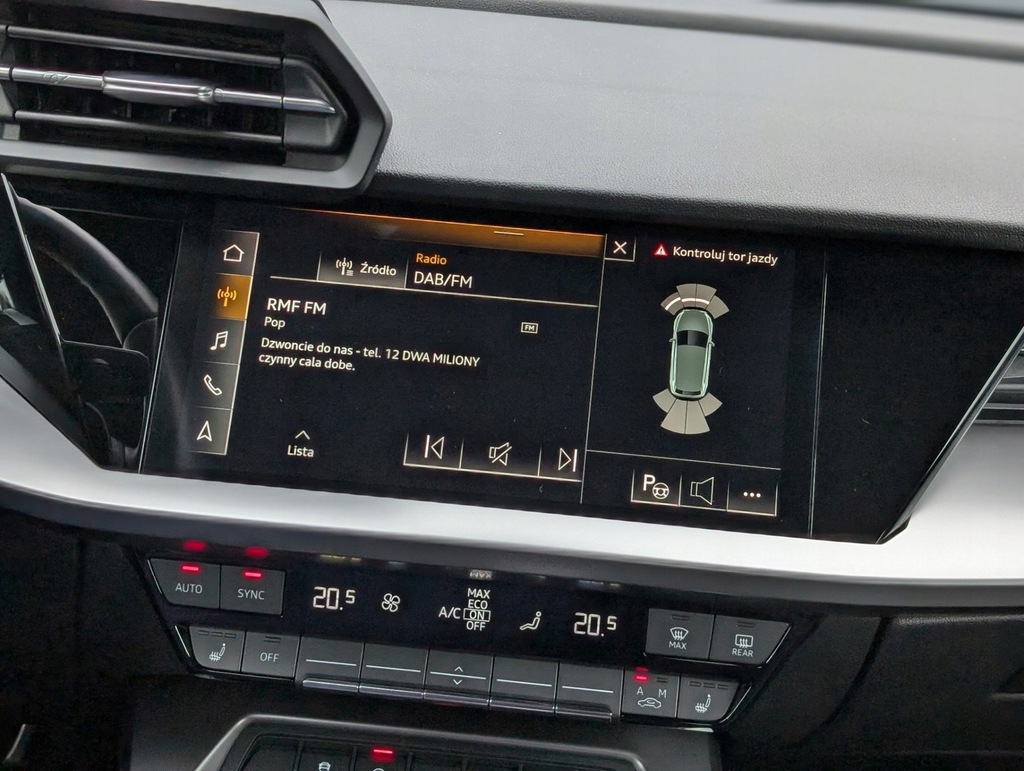 Radio
Źródło
DAB/FM
Kontroluj tor jazdy
RMF FM
Pop
FM
Dzwoncie do nas - tel. 12 DWA MILIONY
czynny cala dobe.
Lista
P
AUTO
SYNC
20.5
A/C
MAX
ECO
ON
OFF
20.5
MAX
REAR
OFF
A M